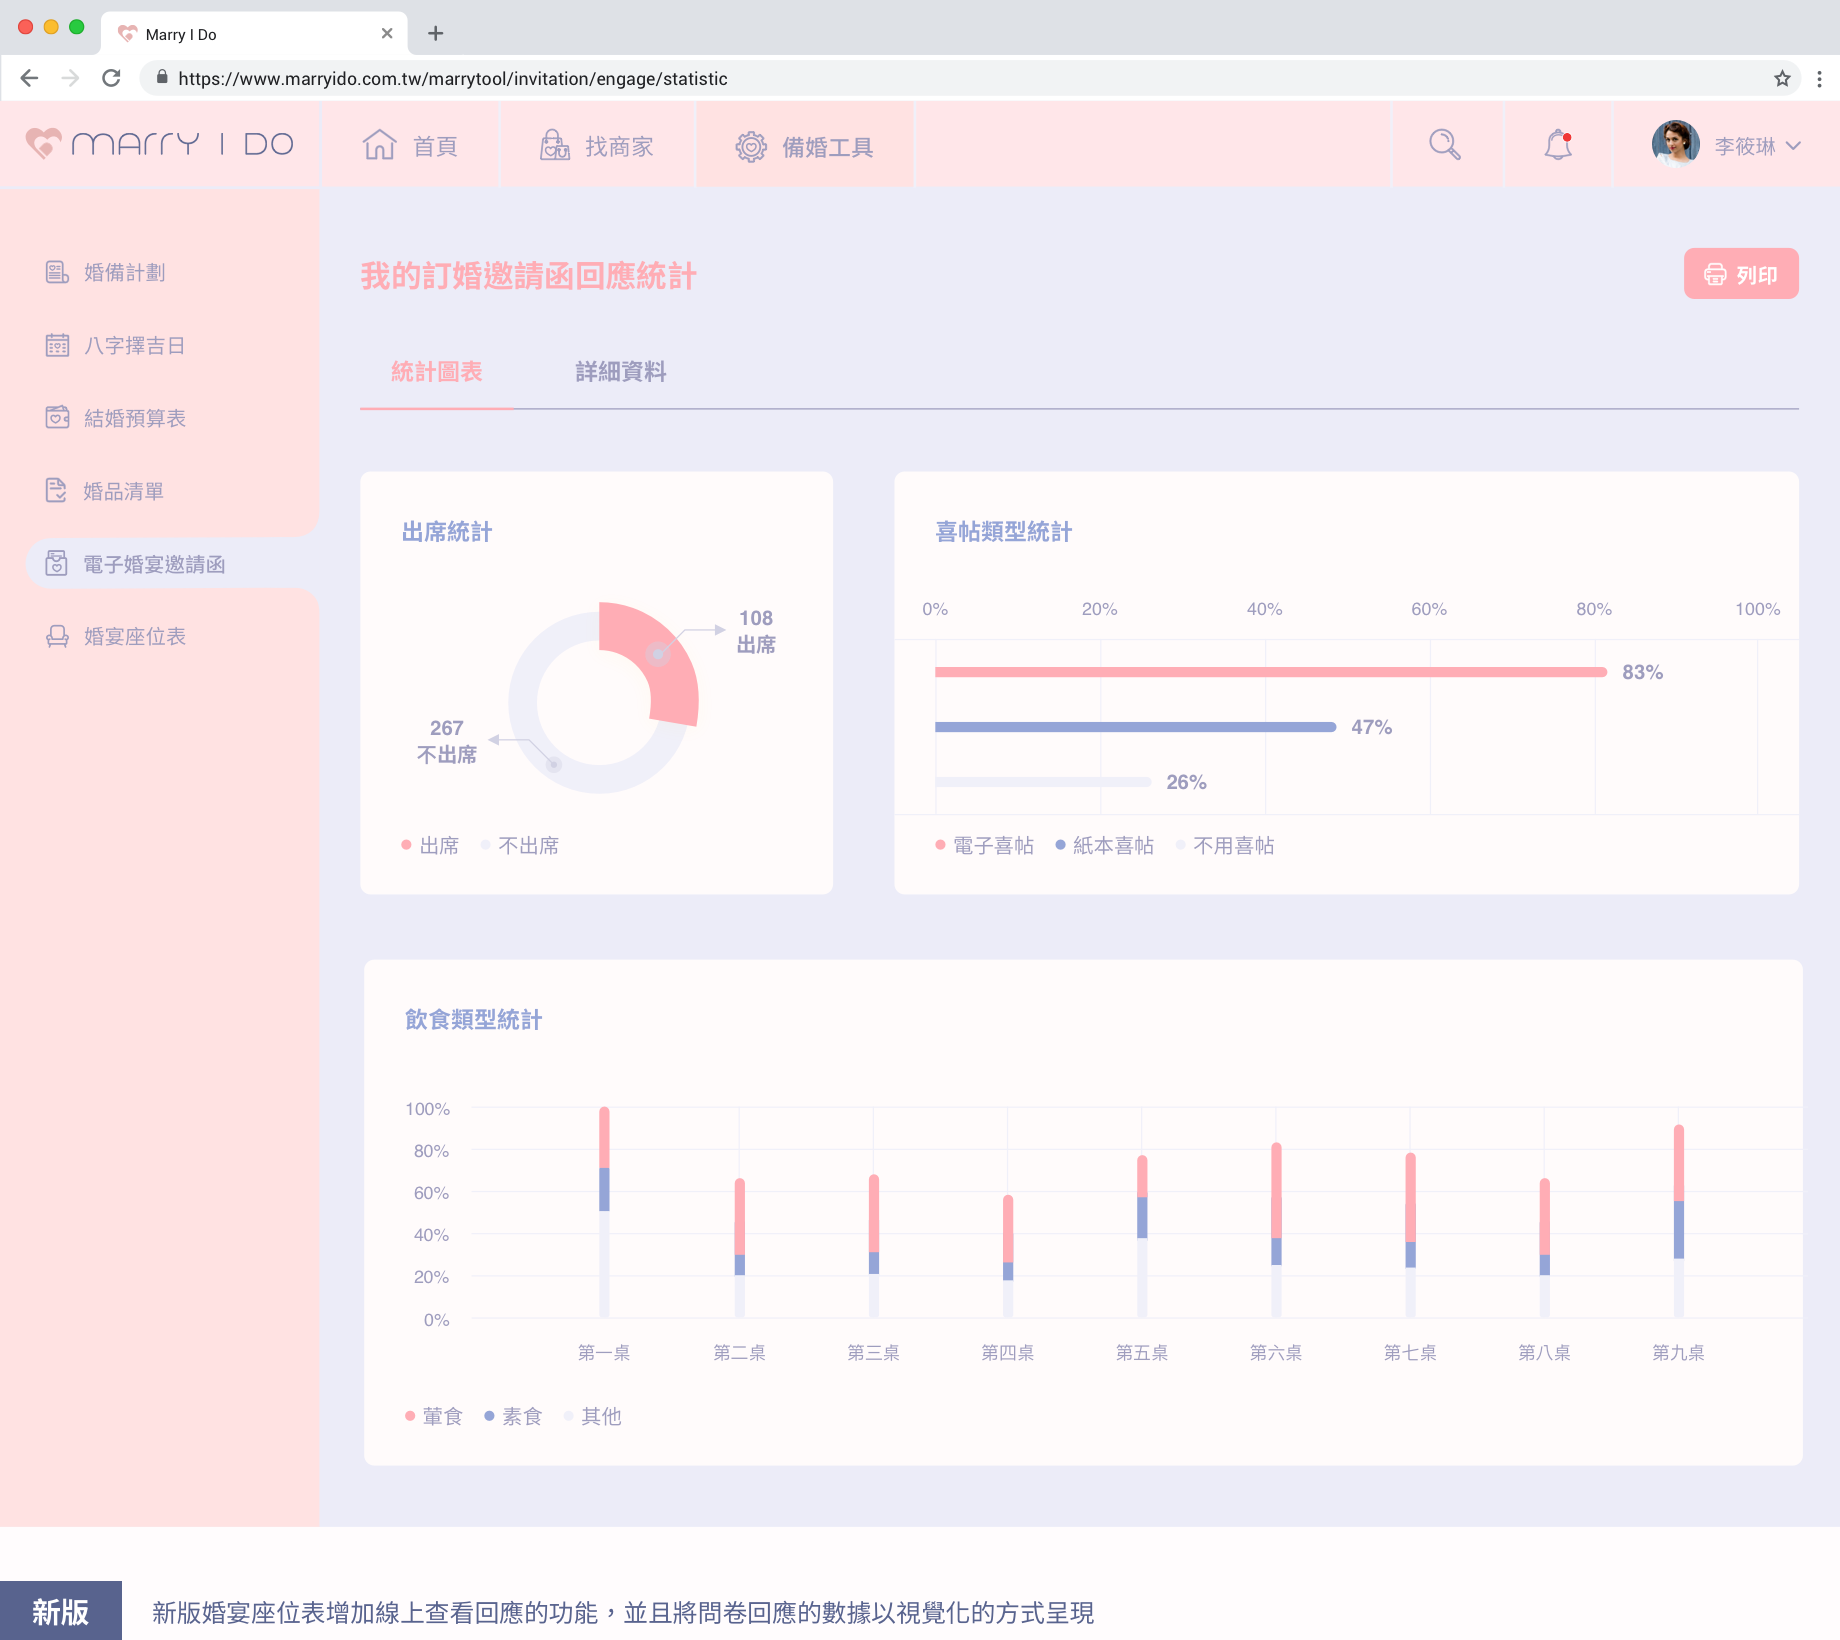 Marry I Do
https://www.marryido.com.tw/marrytool/invitation/engage/statistic
MARRY I DO
首頁
找商家
備婚工具
李筱琳
婚備計劃
八字擇吉日
結婚預算表
婚品清單
電子婚宴邀請函
婚宴座位表
我的訂婚邀請函回應統計
列印
統計圖表
詳細資料
出席統計
108
出席
267
不出席
出席 不出席
喜帖類型統計
0% 20% 40% 60% 80% 100%
83%
47%
26%
電子喜帖 紙本喜帖 不用喜帖
飲食類型統計
100%
80%
60%
40%
20%
0%
第一桌 第二桌 第三桌 第四桌 第五桌 第六桌 第七桌 第八桌 第九桌
葷食 素食 其他
新版
新版婚宴座位表增加線上查看回應的功能，並且將問卷回應的數據以視覺化的方式呈現